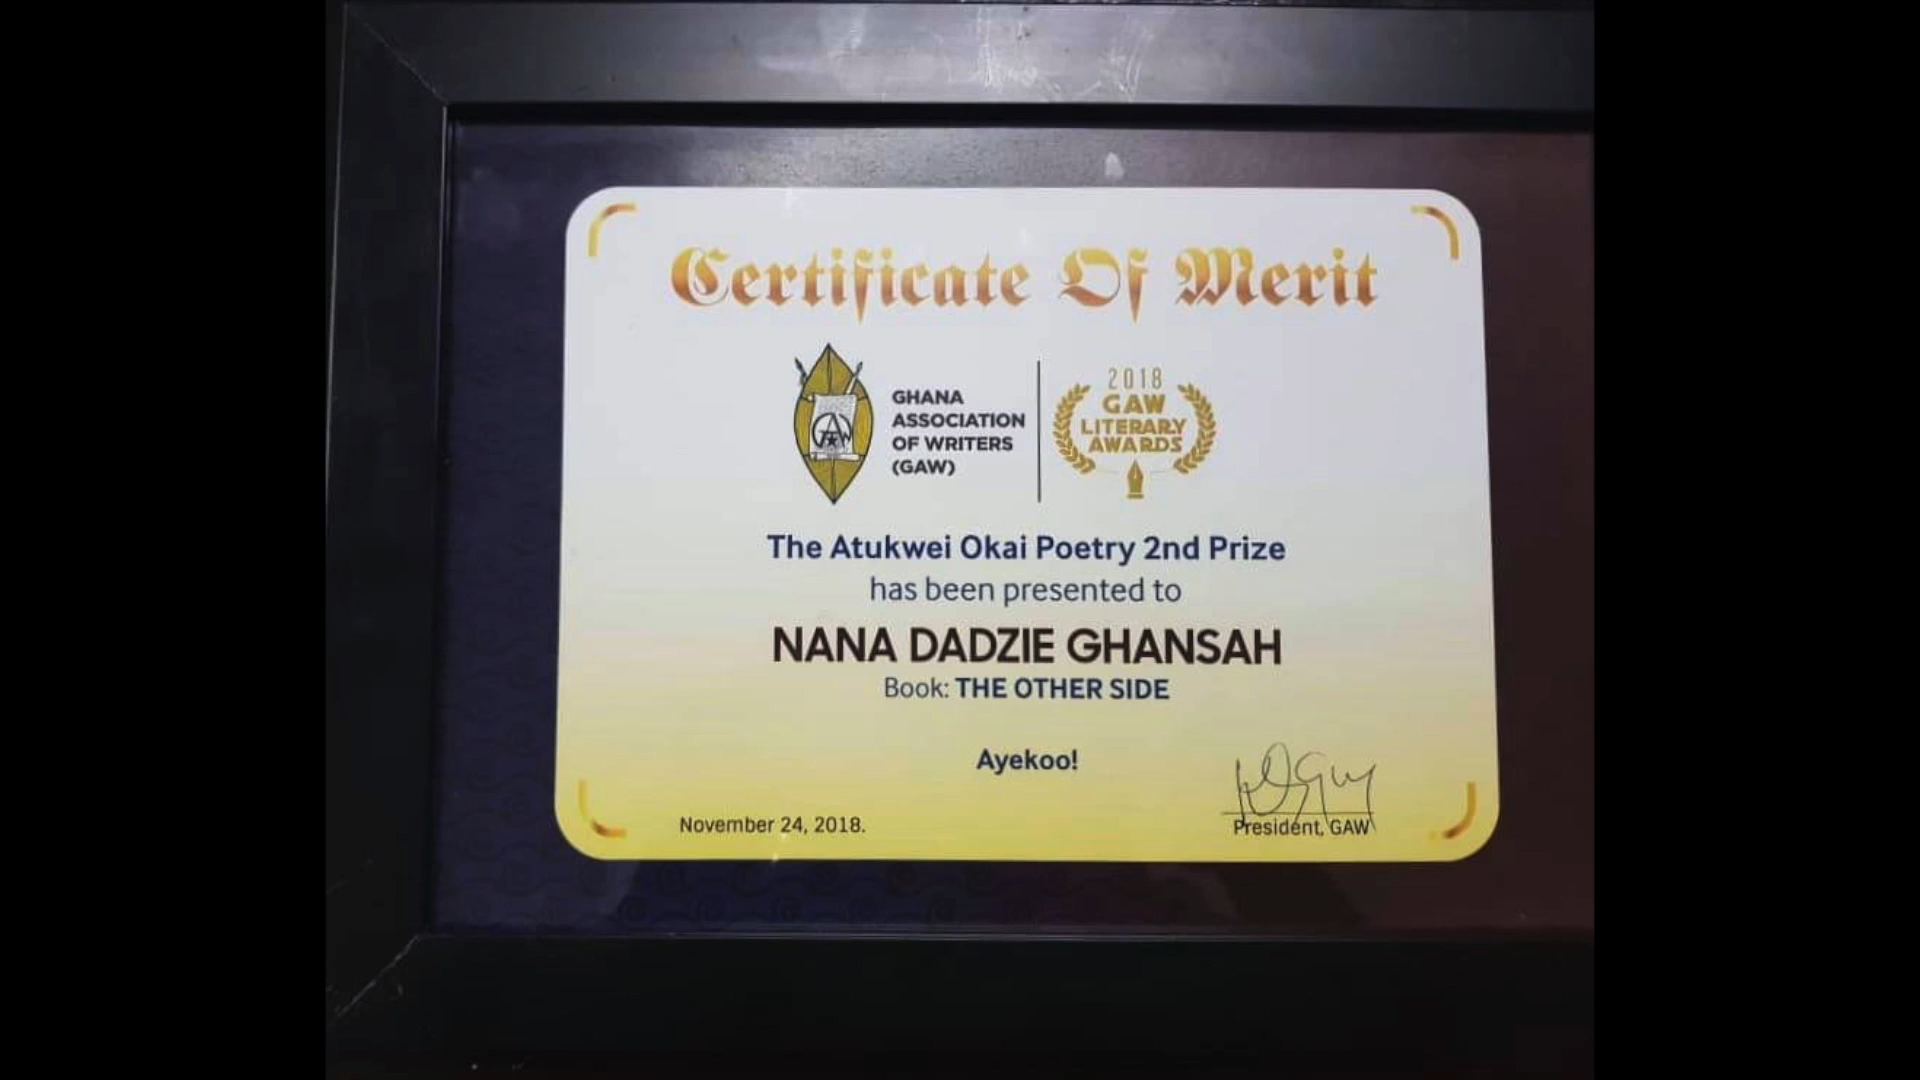 Certificate Of Merit
GHANA
ASSOCIATION
OF WRITERS
(GAW)
2018
GAW
LITERARY
AWARDS
The Atukwei Okai Poetry 2nd Prize
has been presented to
NANA DADZIE GHANSAH
Book: THE OTHER SIDE
Ayekoo!
November 24, 2018.
President, GAW